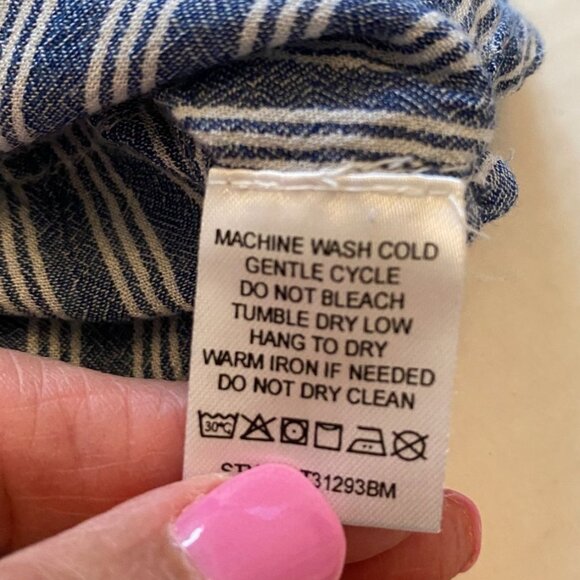 MACHINE WASH COLD
GENTLE CYCLE
DO NOT BLEACH
TUMBLE DRY LOW
HANG TO DRY
WARM IRON IF NEEDED
DO NOT DRY CLEAN
30°C
T31293BM